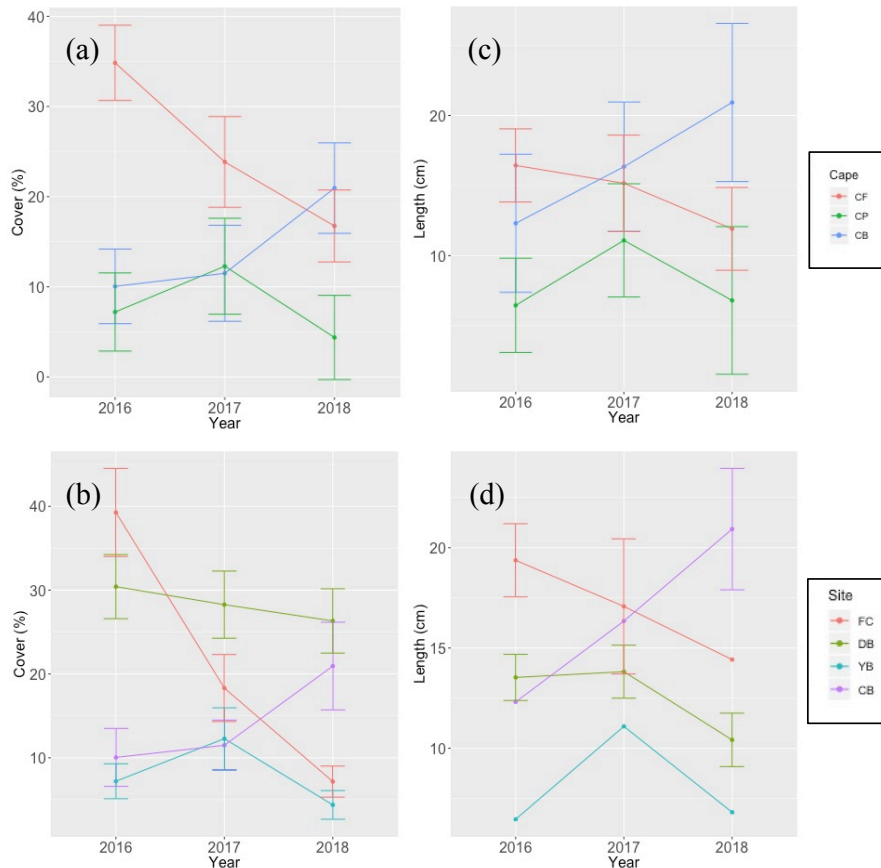 (a)
40
30
20
10
0
Cover (%)
2016 2017 2018
Year
(c)
20
10
Length (cm)
2016 2017 2018
Year
Cape
CF
CP
CB
(b)
40
30
20
10
Cover (%)
2016 2017 2018
Year
(d)
20
15
10
Length (cm)
2016 2017 2018
Year
Site
FC
DB
YB
CB